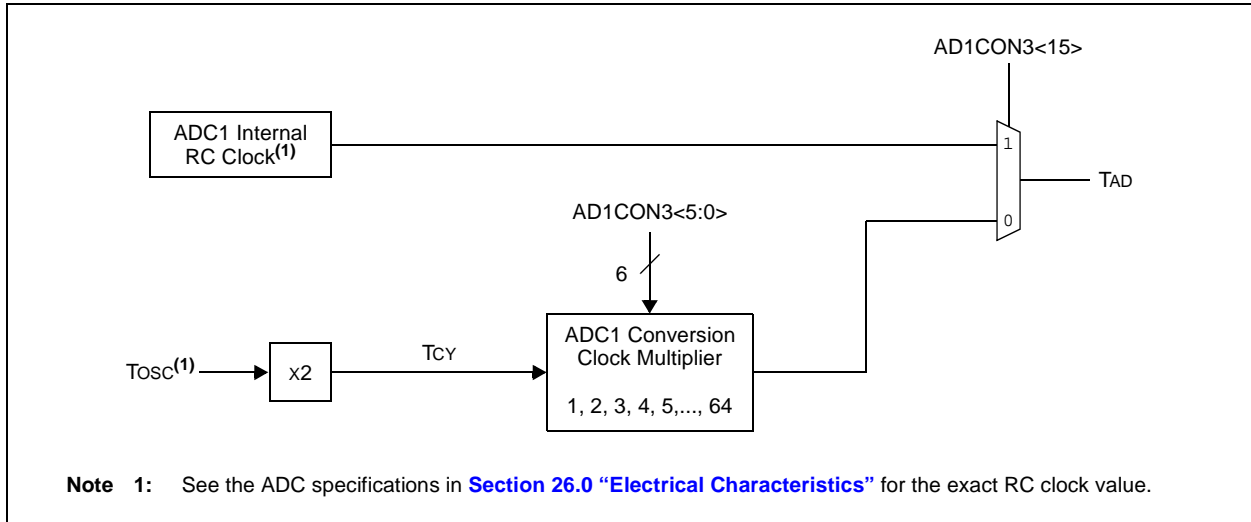 AD1CON3<15>
ADC1 Internal
RC Clock(1)
1
TAD
AD1CON3<5:0>
0
6
ADC1 Conversion
Clock Multiplier
TOSC(1)
X2
TCY
1, 2, 3, 4, 5,..., 64
Note 1: See the ADC specifications in Section 26.0 “Electrical Characteristics” for the exact RC clock value.